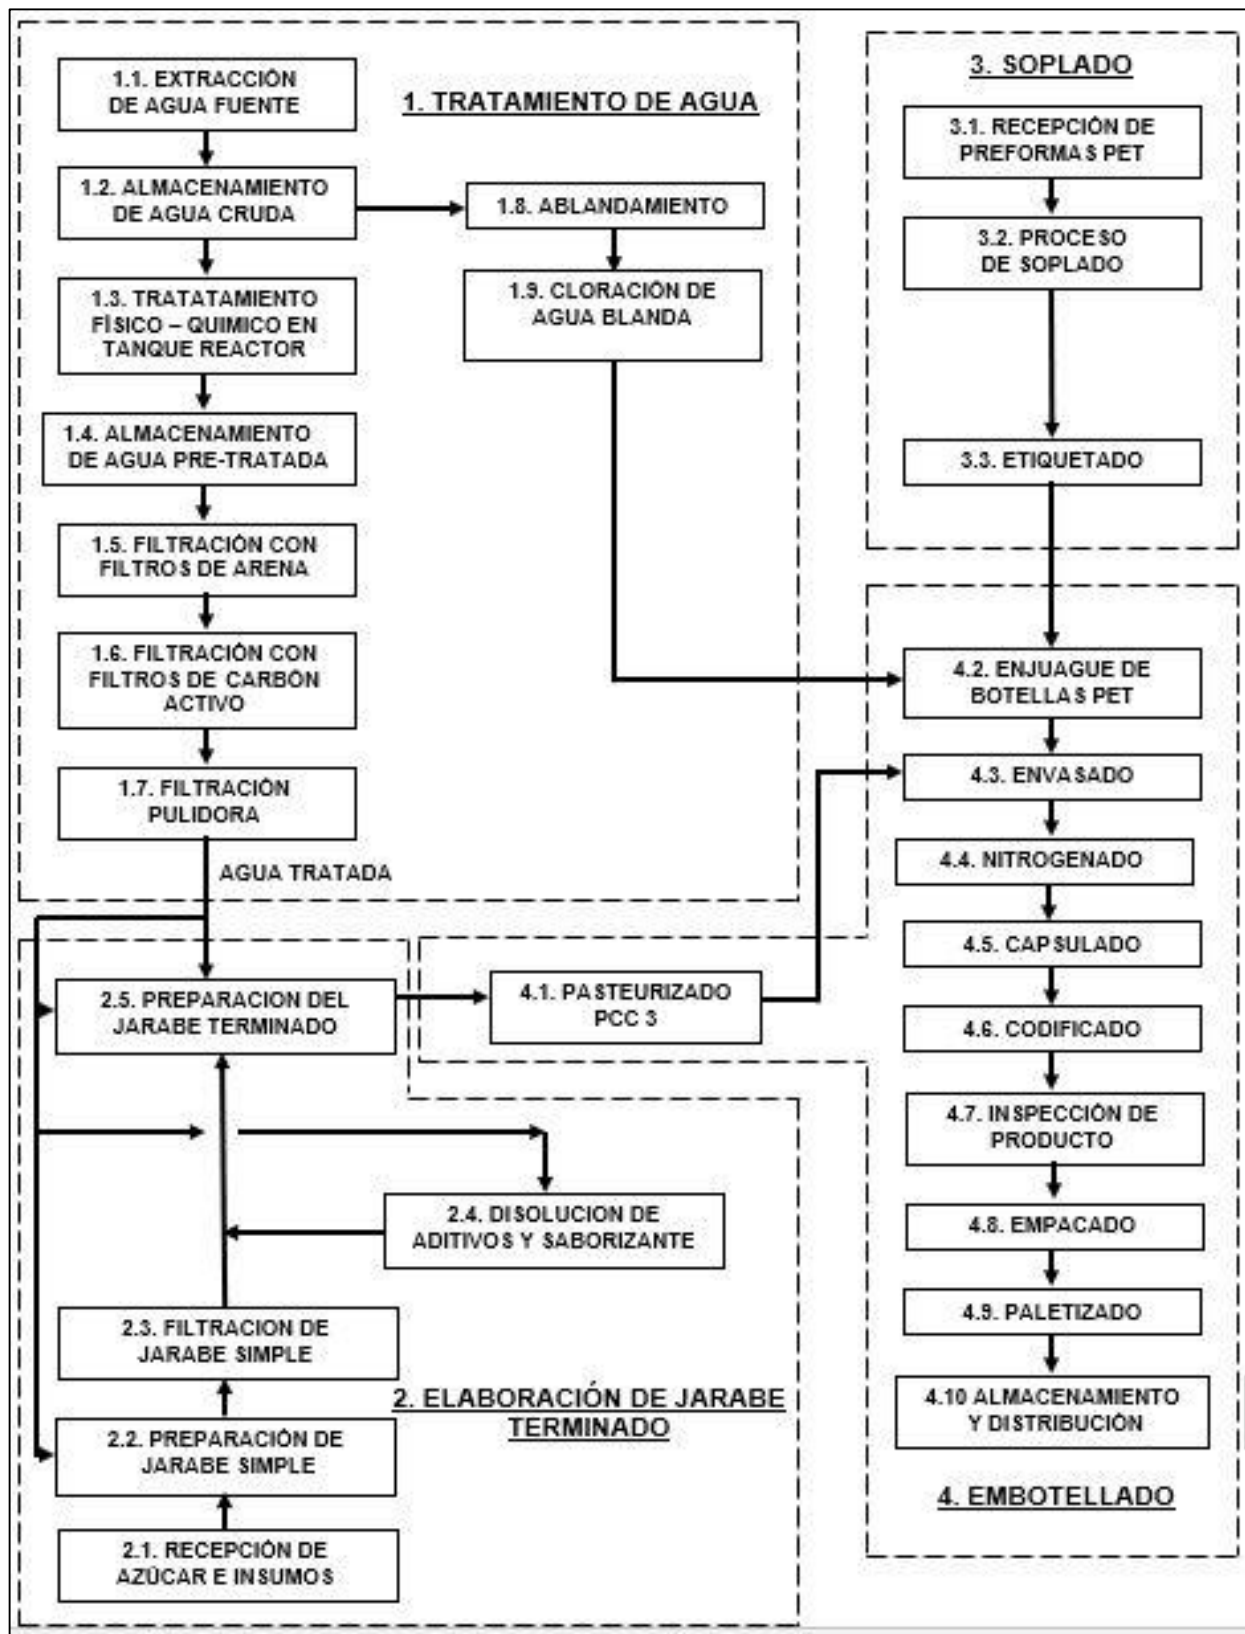 1. TRATAMIENTO DE AGUA
1.1. EXTRACCIÓN
DE AGUA FUENTE
1.2. ALMACENAMIENTO
DE AGUA CRUDA
1.3. TRATATAMIENTO
FÍSICO – QUIMICO EN
TANQUE REACTOR
1.4. ALMACENAMIENTO
DE AGUA PRE-TRATADA
1.5. FILTRACIÓN CON
FILTROS DE ARENA
1.6. FILTRACIÓN CON
FILTROS DE CARBÓN
ACTIVO
1.7. FILTRACIÓN
PULIDORA
AGUA TRATADA
1.8. ABLANDAMIENTO
1.9. CLORACIÓN DE
AGUA BLANDA
2.5. PREPARACION DEL
JARABE TERMINADO
2.4. DISOLUCION DE
ADITIVOS Y SABORIZANTE
2.3. FILTRACION DE
JARABE SIMPLE
2. ELABORACIÓN DE JARABE
TERMINADO
2.2. PREPARACIÓN DE
JARABE SIMPLE
2.1. RECEPCIÓN DE
AZÚCAR E INSUMOS
3. SOPLADO
3.1. RECEPCIÓN DE
PREFORMAS PET
3.2. PROCESO
DE SOPLADO
3.3. ETIQUETADO
4.1. PASTEURIZADO
PCC 3
4.2. ENJUAGUE DE
BOTELLAS PET
4.3. ENVASADO
4.4. NITROGENADO
4.5. CAPSULADO
4.6. CODIFICADO
4.7. INSPECCIÓN DE
PRODUCTO
4.8. EMPACADO
4.9. PALETIZADO
4.10 ALMACENAMIENTO
Y DISTRIBUCIÓN
4. EMBOTELLADO